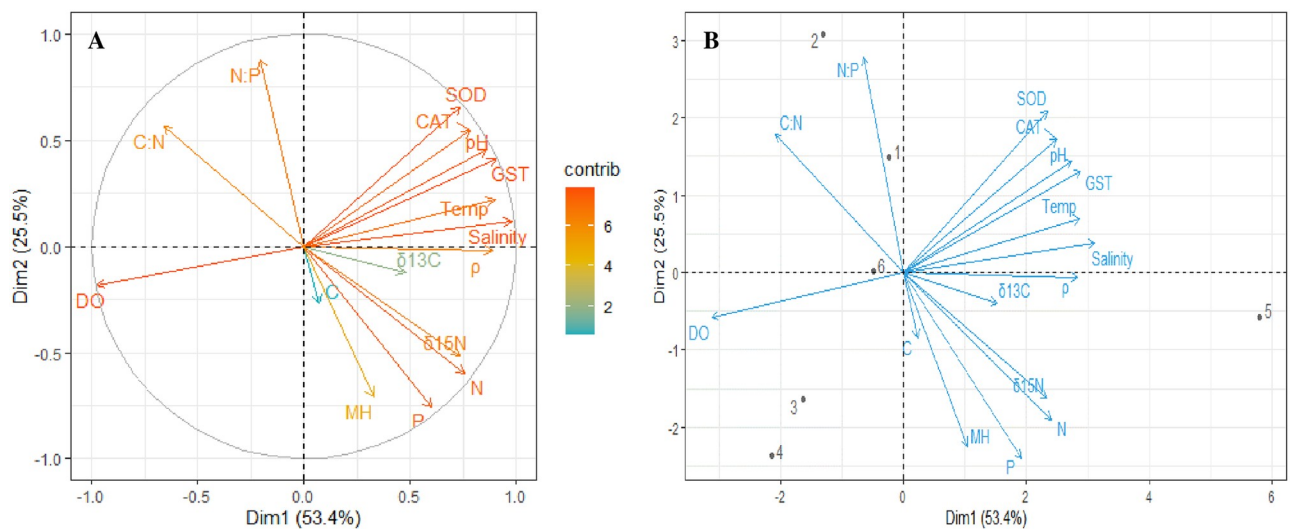 A
N:P
SOD
CAT
C:N
pH
GST
Temp
Salinity
ρ
δ13C
C
DO
δ15N
N
MH
P
1.0
0.5
0.0
-0.5
-1.0
Dim2 (25.5%)
-1.0
-0.5
0.0
0.5
1.0
Dim1 (53.4%)
contrib
6
4
2
B
2
N:P
SOD
C:N
CAT
1
pH
GST
Temp
Salinity
6
δ13C
ρ
5
DO
C
δ15N
3
N
MH
4
P
3
2
1
0
-1
-2
Dim2 (25.5%)
-2
0
2
4
6
Dim1 (53.4%)